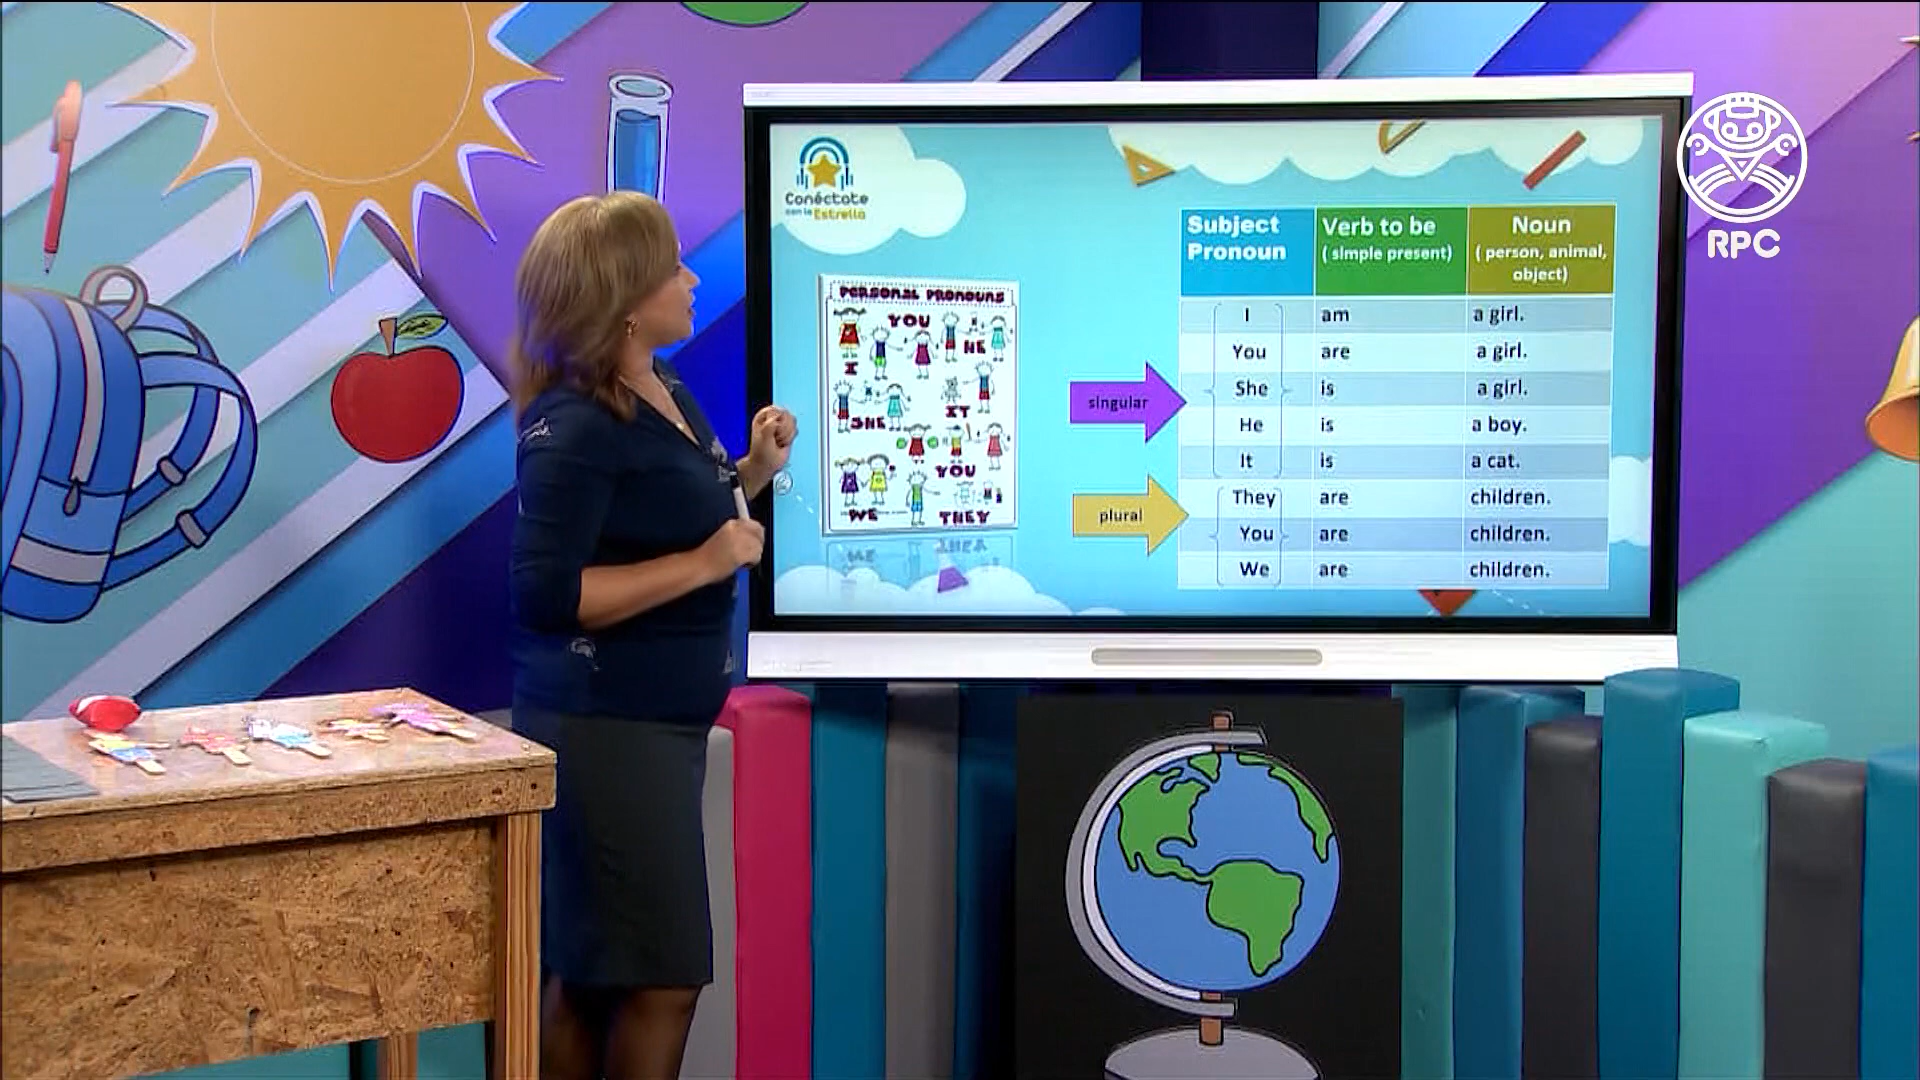 Conéctate
con la Estrella
PERSONAL PRONOUNS
YOU
HE
I
SHE
IT
YOU
WE
THEY
singular
plural
Subject Pronoun
Verb to be
( simple present)
Noun
( person, animal, object)
I am a girl.
You are a girl.
She is a girl.
He is a boy.
It is a cat.
They are children.
You are children.
We are children.
RPC